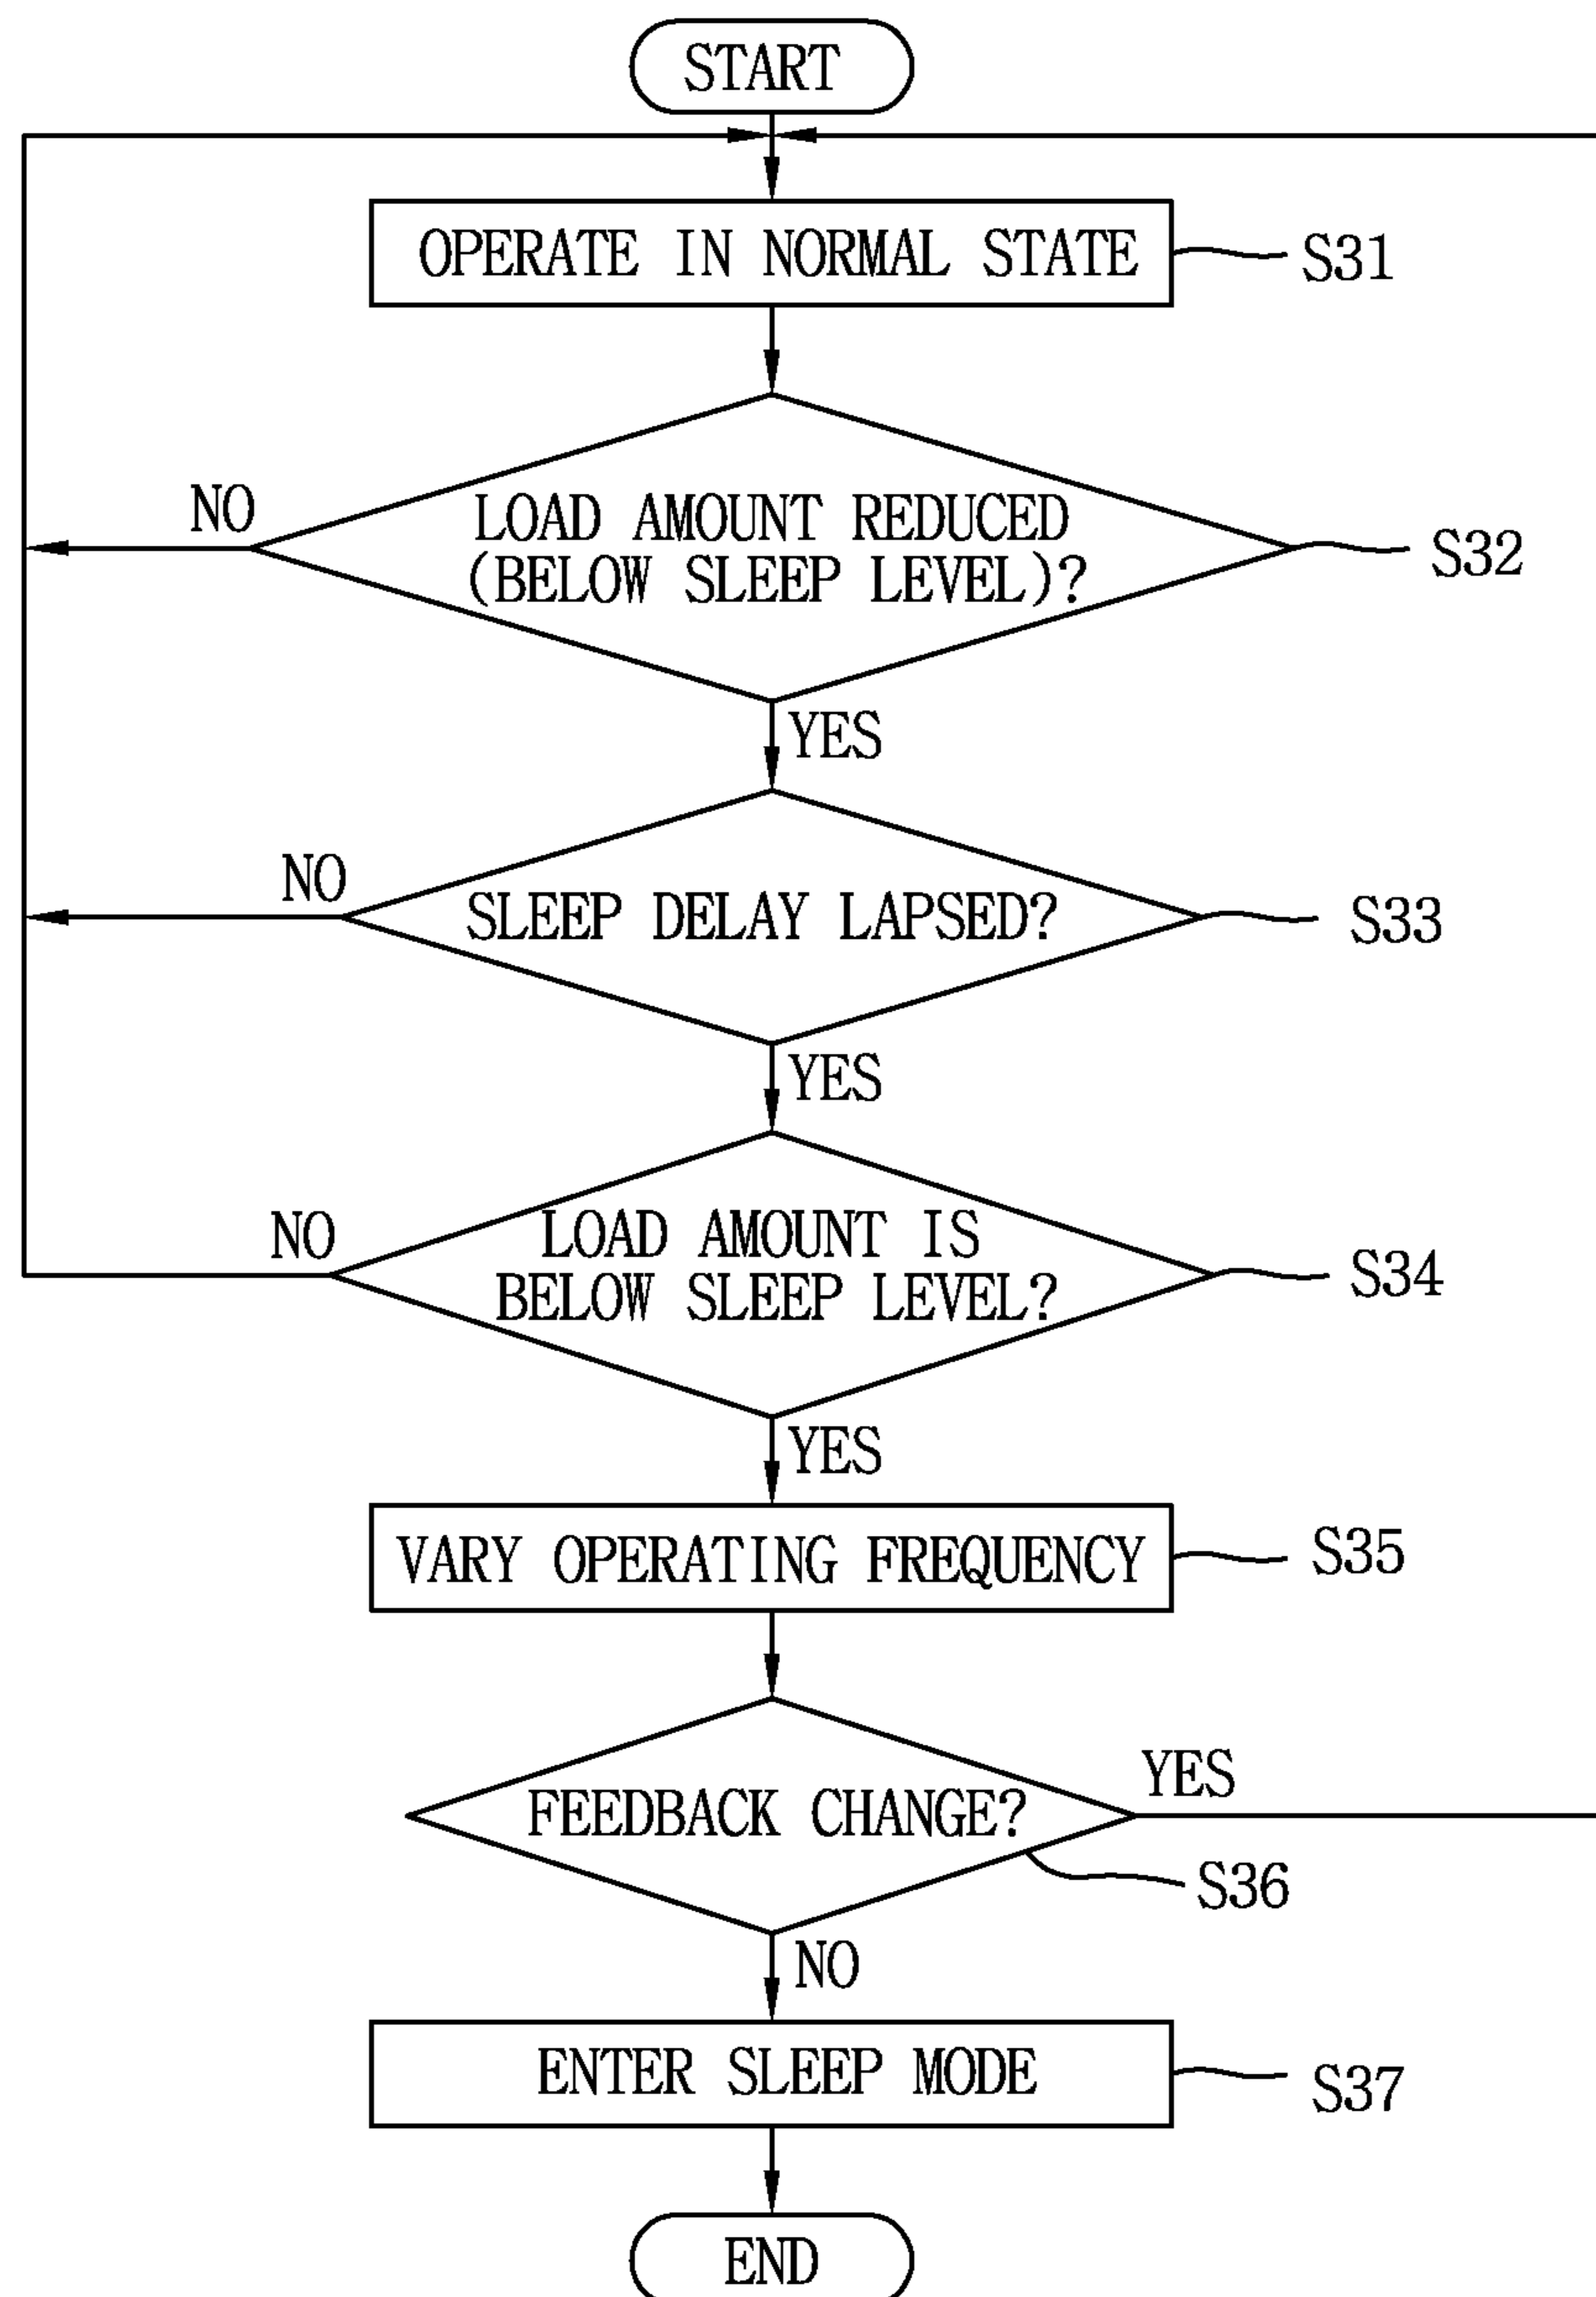 START
OPERATE IN NORMAL STATE
S31
NO
LOAD AMOUNT REDUCED
(BELOW SLEEP LEVEL)?
S32
YES
NO
SLEEP DELAY LAPSED?
S33
YES
NO
LOAD AMOUNT IS
BELOW SLEEP LEVEL?
S34
YES
VARY OPERATING FREQUENCY
S35
FEEDBACK CHANGE?
YES
S36
NO
ENTER SLEEP MODE
S37
END